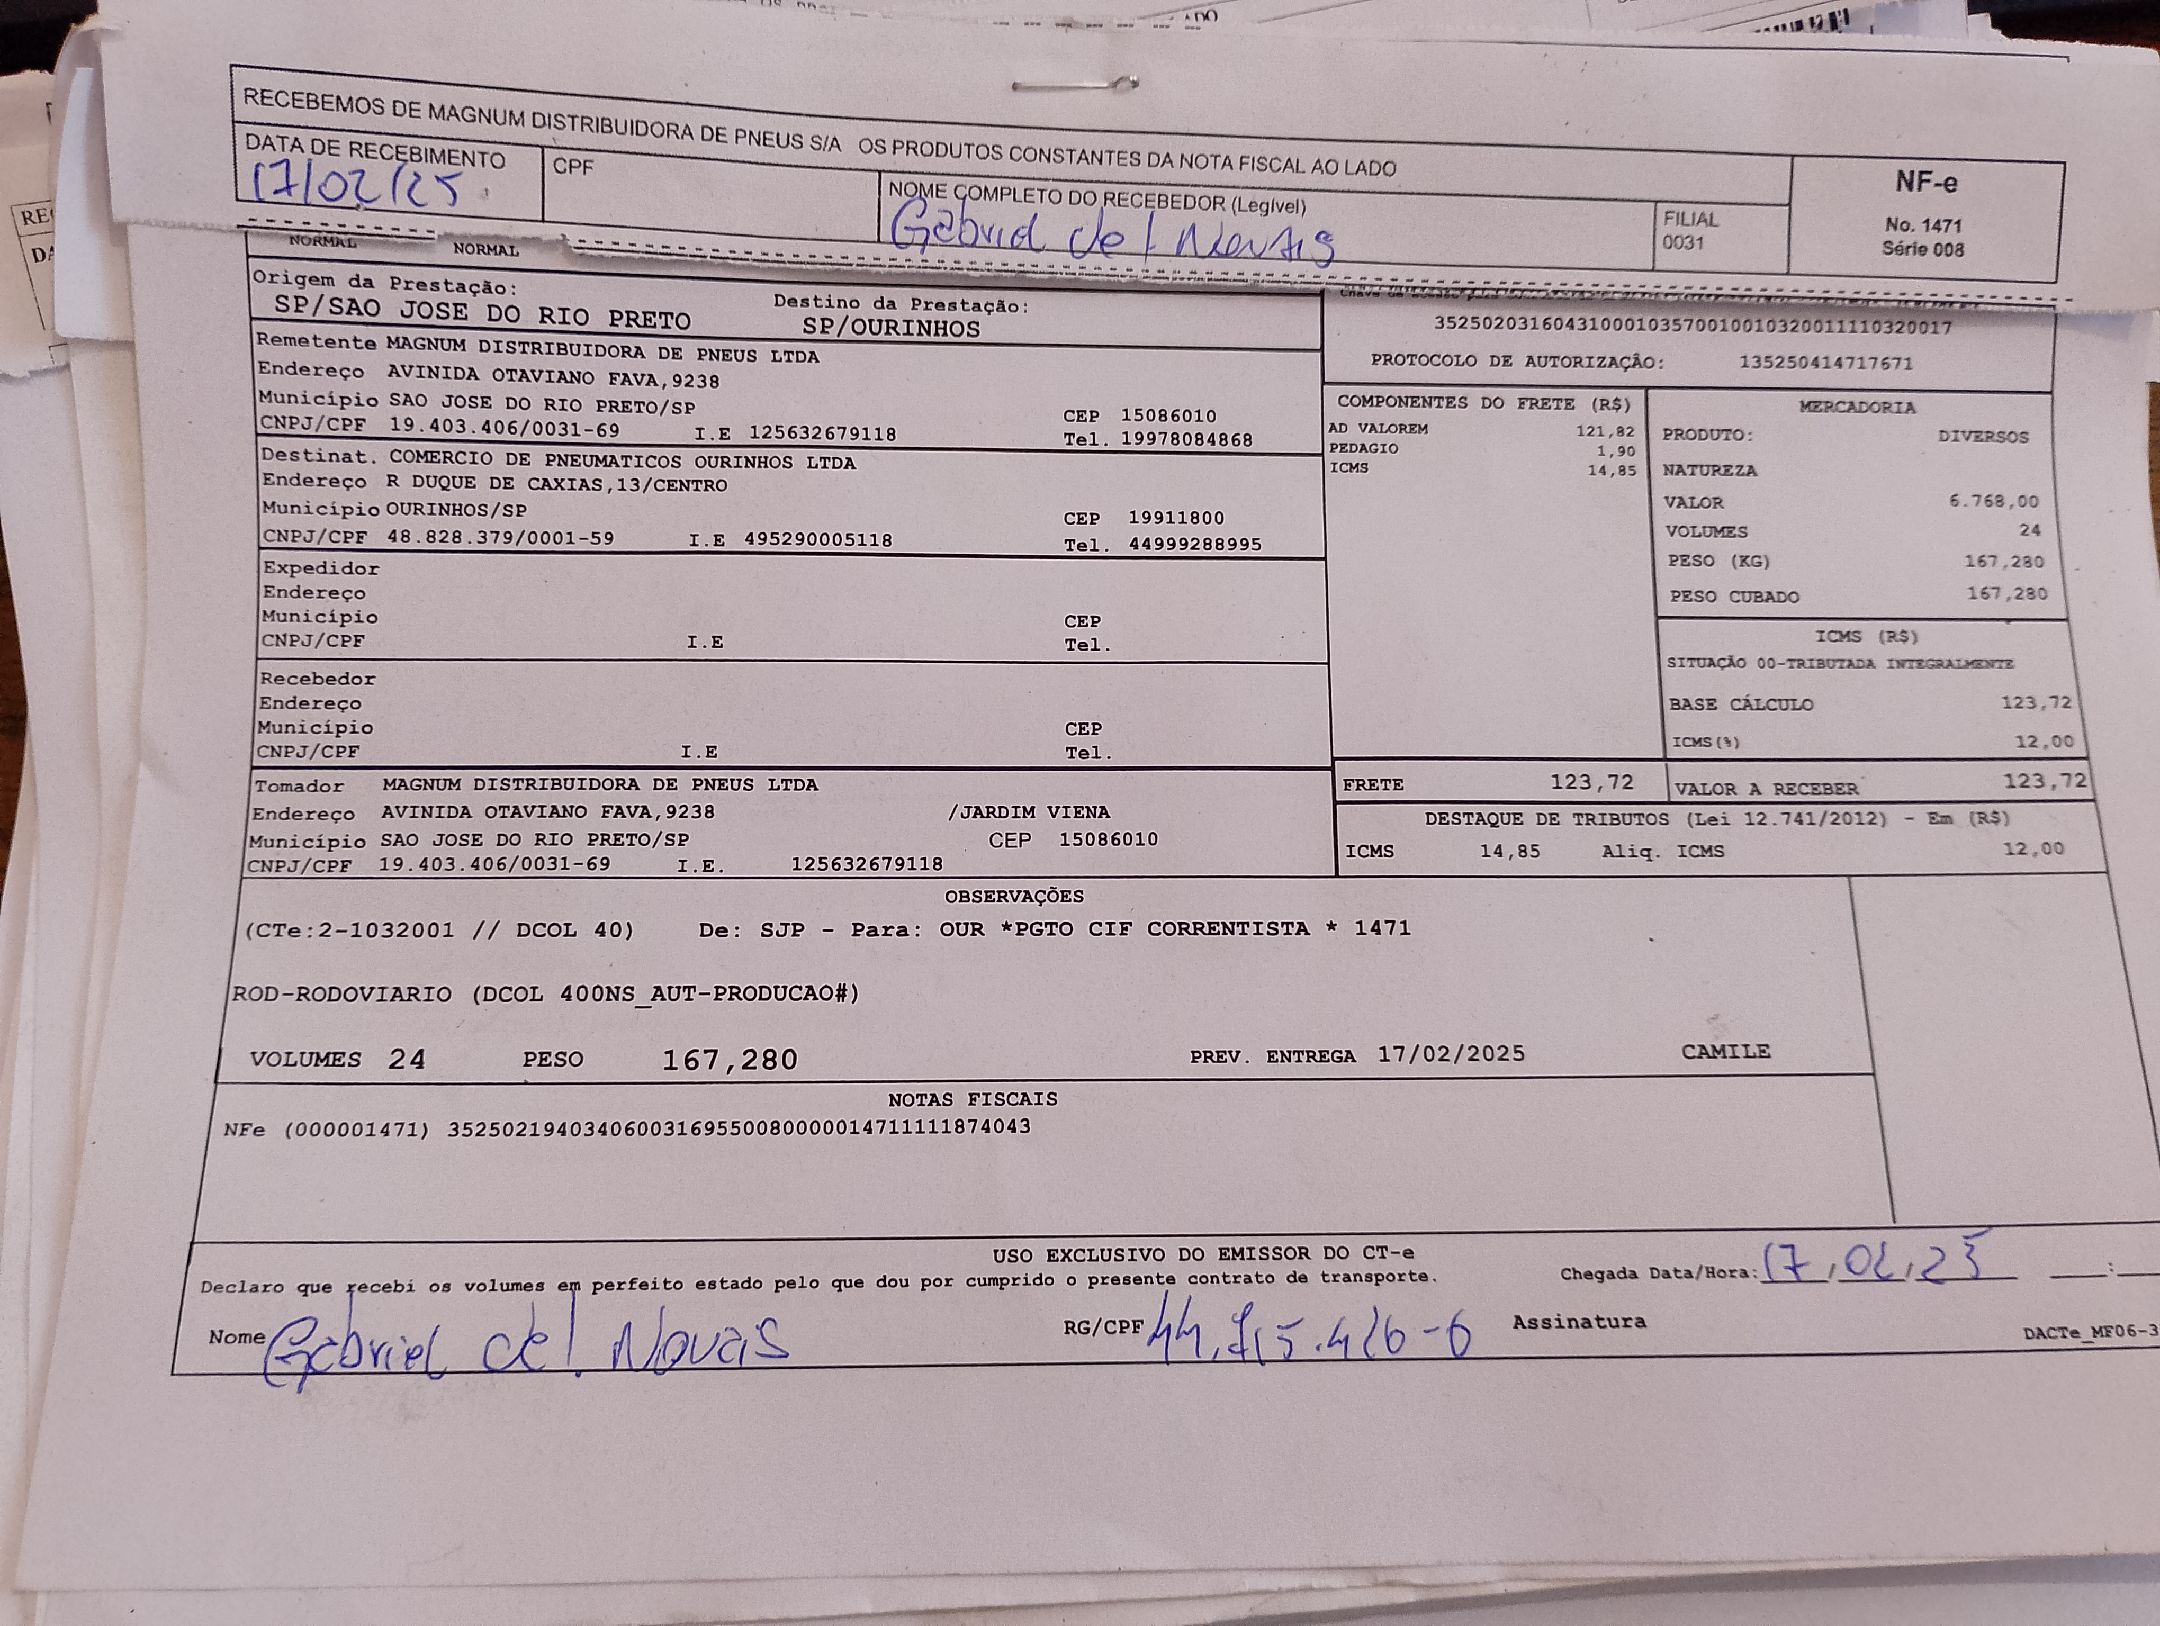 RECEBEMOS DE MAGNUM DISTRIBUIDORA DE PNEUS S/A OS PRODUTOS CONSTANTES DA NOTA FISCAL AO LADO
DATA DE RECEBIMENTO
17/02/25
CPF
NOME COMPLETO DO RECEBEDOR (Legível)
Gabriel de J Novais
FILIAL
0031
NF-e
No. 1471
Série 008
NORMAL NORMAL
Origem da Prestação:
SP/SAO JOSE DO RIO PRETO
Destino da Prestação:
SP/OURINHOS
35250203160431000103570010010320011110320017
PROTOCOLO DE AUTORIZAÇÃO: 135250414717671
Remetente MAGNUM DISTRIBUIDORA DE PNEUS LTDA
Endereço AVINIDA OTAVIANO FAVA,9238
Município SAO JOSE DO RIO PRETO/SP CEP 15086010
CNPJ/CPF 19.403.406/0031-69 I.E 125632679118 Tel. 19978084868
Destinat. COMERCIO DE PNEUMATICOS OURINHOS LTDA
Endereço R DUQUE DE CAXIAS,13/CENTRO
Município OURINHOS/SP CEP 19911800
CNPJ/CPF 48.828.379/0001-59 I.E 495290005118 Tel. 44999288995
Expedidor
Endereço
Município CEP
CNPJ/CPF I.E Tel.
Recebedor
Endereço
Município CEP
CNPJ/CPF I.E Tel.
Tomador MAGNUM DISTRIBUIDORA DE PNEUS LTDA
Endereço AVINIDA OTAVIANO FAVA,9238 /JARDIM VIENA
Município SAO JOSE DO RIO PRETO/SP CEP 15086010
CNPJ/CPF 19.403.406/0031-69 I.E. 125632679118
COMPONENTES DO FRETE (R$)
AD VALOREM 121,82
PEDAGIO 1,90
ICMS 14,85
MERCADORIA
PRODUTO: DIVERSOS
NATUREZA
VALOR 6.768,00
VOLUMES 24
PESO (KG) 167,280
PESO CUBADO 167,280
ICMS (R$)
SITUAÇÃO 00-TRIBUTADA INTEGRALMENTE
BASE CÁLCULO 123,72
ICMS(%) 12,00
FRETE 123,72 VALOR A RECEBER 123,72
DESTAQUE DE TRIBUTOS (Lei 12.741/2012) - Em (R$)
ICMS 14,85 Aliq. ICMS 12,00
OBSERVAÇÕES
(CTe:2-1032001 // DCOL 40) De: SJP - Para: OUR *PGTO CIF CORRENTISTA * 1471
ROD-RODOVIARIO (DCOL 400NS_AUT-PRODUCAO#)
VOLUMES 24 PESO 167,280 PREV. ENTREGA 17/02/2025 CAMILE
NOTAS FISCAIS
NFe (000001471) 35250219403406003169550080000014711111874043
USO EXCLUSIVO DO EMISSOR DO CT-e
Declaro que recebi os volumes em perfeito estado pelo que dou por cumprido o presente contrato de transporte.
Chegada Data/Hora: 17,02,25 __:__
Nome Gabriel de J. Novais RG/CPF 44.715.426-6 Assinatura
DACTe_MF06-3